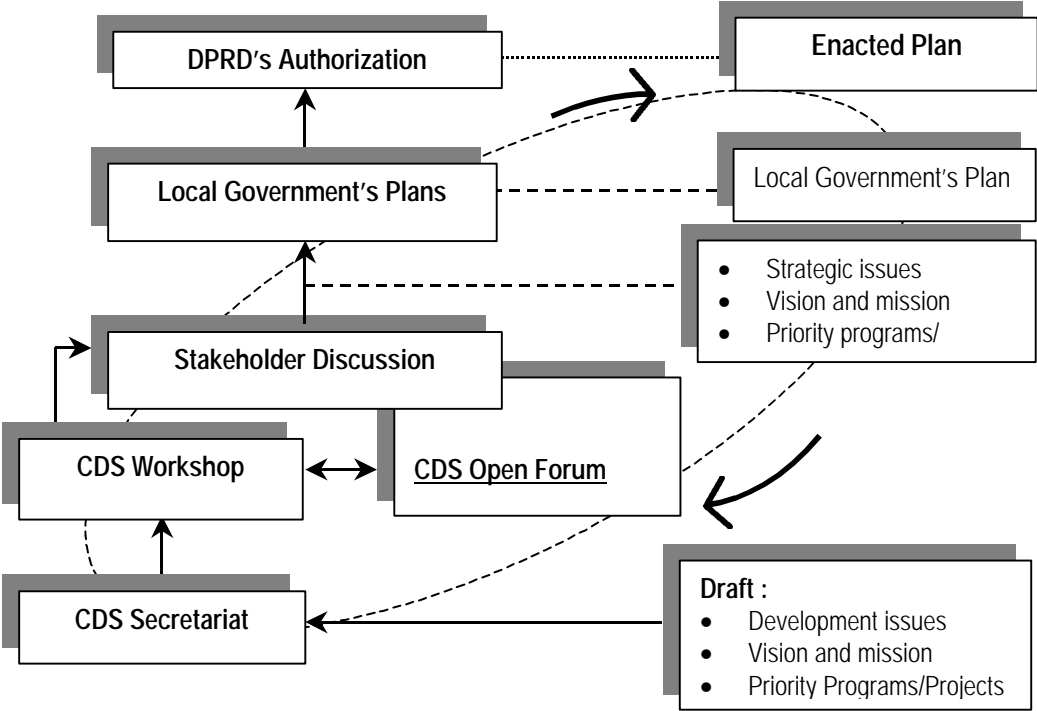 DPRD's Authorization
Enacted Plan
Local Government's Plans
Local Government's Plan
• Strategic issues
• Vision and mission
• Priority programs/
Stakeholder Discussion
CDS Workshop
CDS Open Forum
CDS Secretariat
Draft :
• Development issues
• Vision and mission
• Priority Programs/Projects